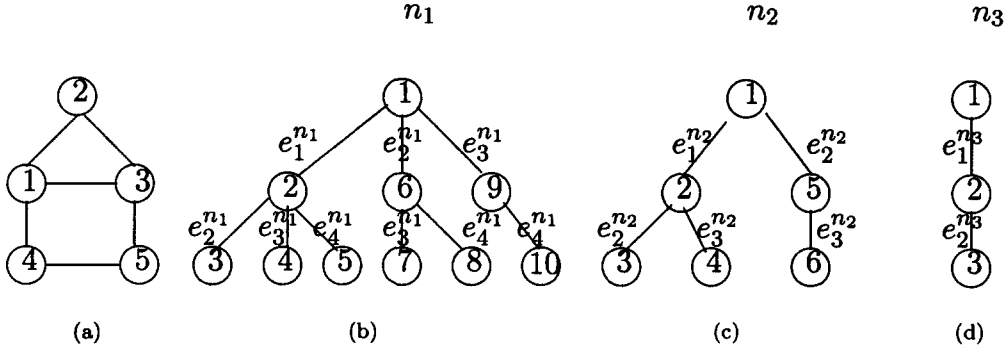 n₁ n₂ n₃
2 1 1 1
e₁ⁿ¹ e₂ⁿ¹ e₃ⁿ¹ e₁ⁿ² e₂ⁿ² e₁ⁿ³
1 3 2 6 9 2 5 2
e₂ⁿ¹ e₃ⁿ¹ e₄ⁿ¹ e₃ⁿ¹ e₄ⁿ¹ e₄ⁿ¹ e₂ⁿ² e₃ⁿ² e₃ⁿ² e₂ⁿ³
4 5 3 4 5 7 8 10 3 4 6 3
(a) (b) (c) (d)